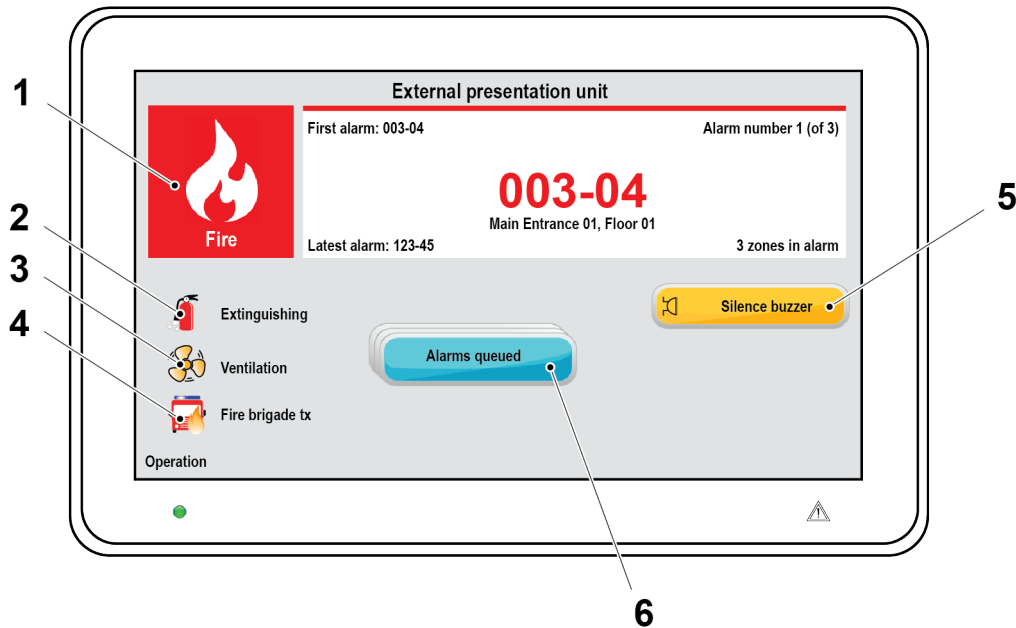 External presentation unit
1
First alarm: 003-04
Alarm number 1 (of 3)
003-04
Main Entrance 01, Floor 01
Fire
Latest alarm: 123-45
3 zones in alarm
5
2
Extinguishing
Silence buzzer
3
Alarms queued
Ventilation
4
Fire brigade tx
Operation
6